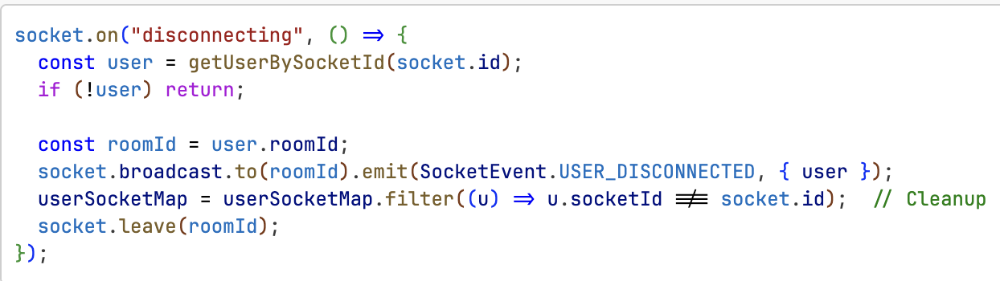 socket.on("disconnecting", () => {
  const user = getUserBySocketId(socket.id);
  if (!user) return;

  const roomId = user.roomId;
  socket.broadcast.to(roomId).emit(SocketEvent.USER_DISCONNECTED, { user });
  userSocketMap = userSocketMap.filter((u) => u.socketId !== socket.id);  // Cleanup
  socket.leave(roomId);
});